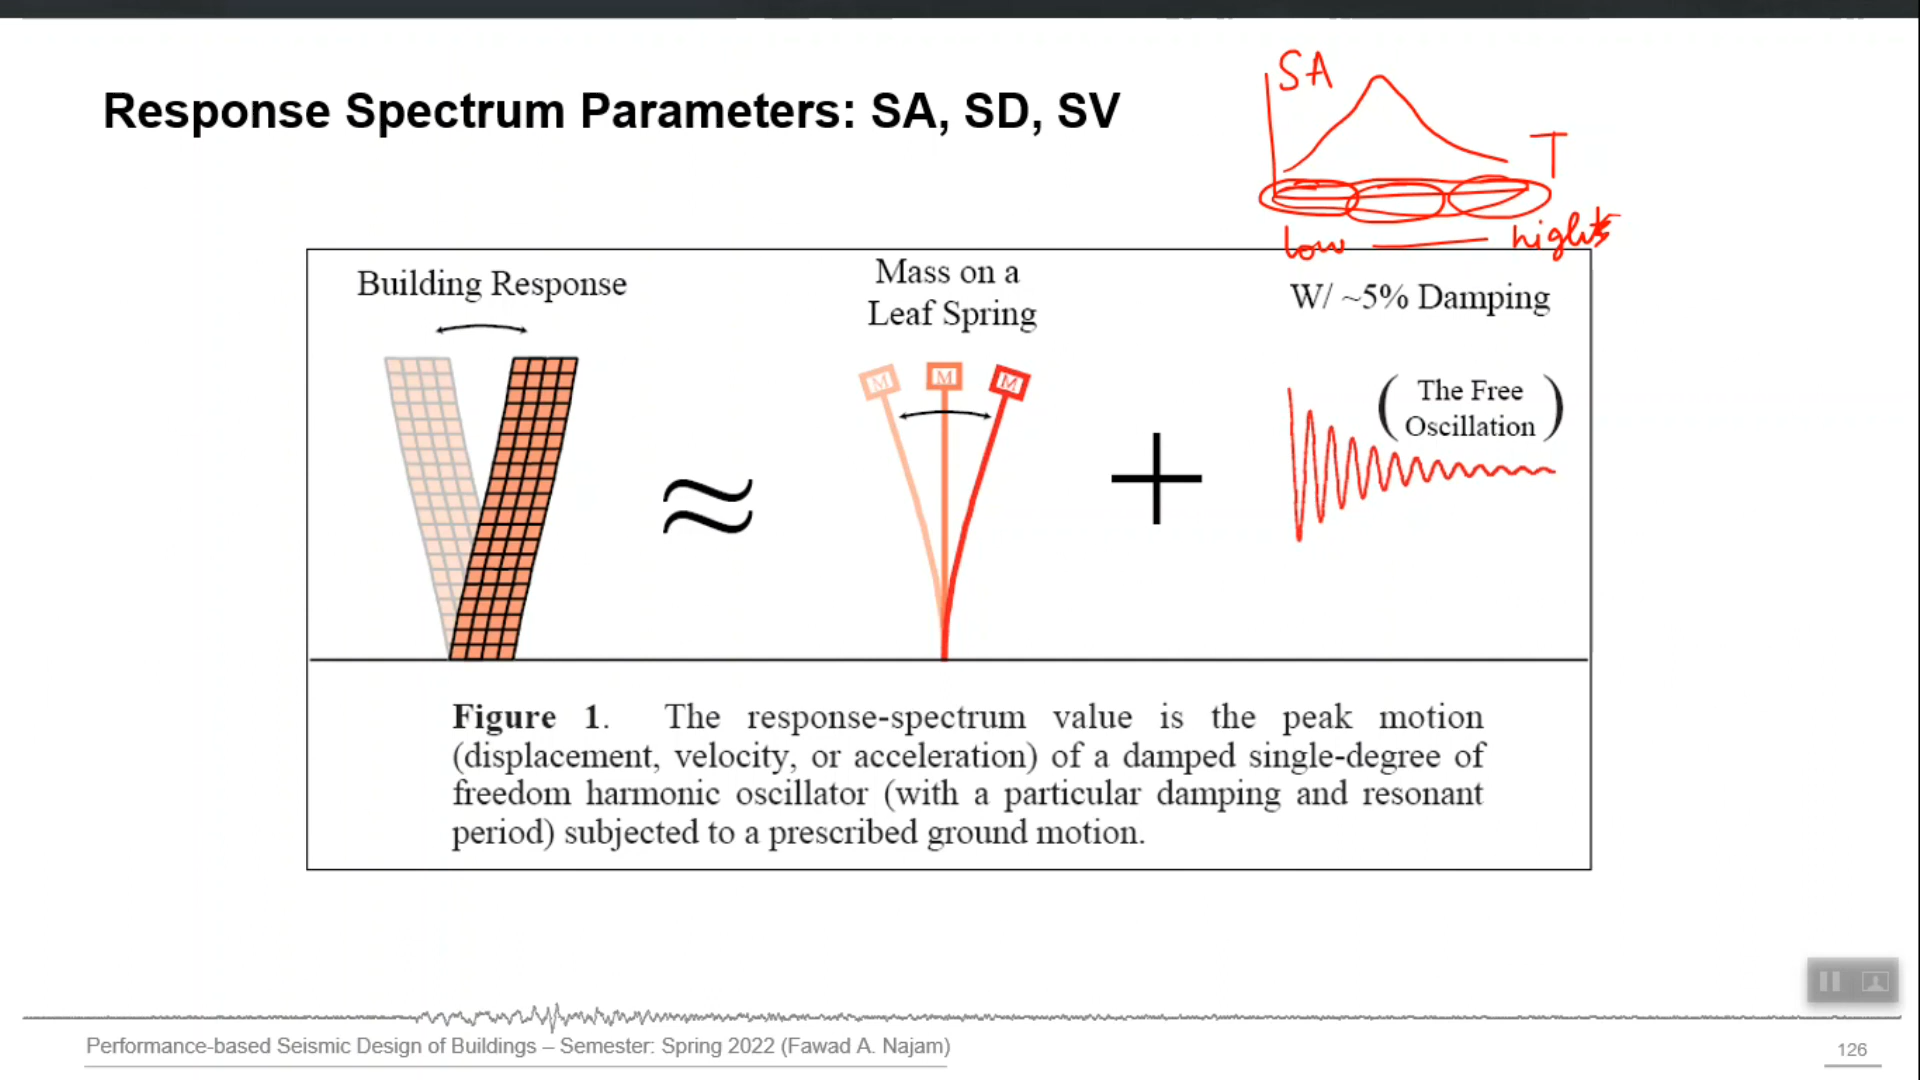 Response Spectrum Parameters: SA, SD, SV
SA
T
low
Building Response
Mass on a
Leaf Spring
W/ ~5% Damping
M M M
(The Free
Oscillation)
≈
+
Figure 1. The response-spectrum value is the peak motion
(displacement, velocity, or acceleration) of a damped single-degree of
freedom harmonic oscillator (with a particular damping and resonant
period) subjected to a prescribed ground motion.
Performance-based Seismic Design of Buildings – Semester: Spring 2022 (Fawad A. Najam)
126